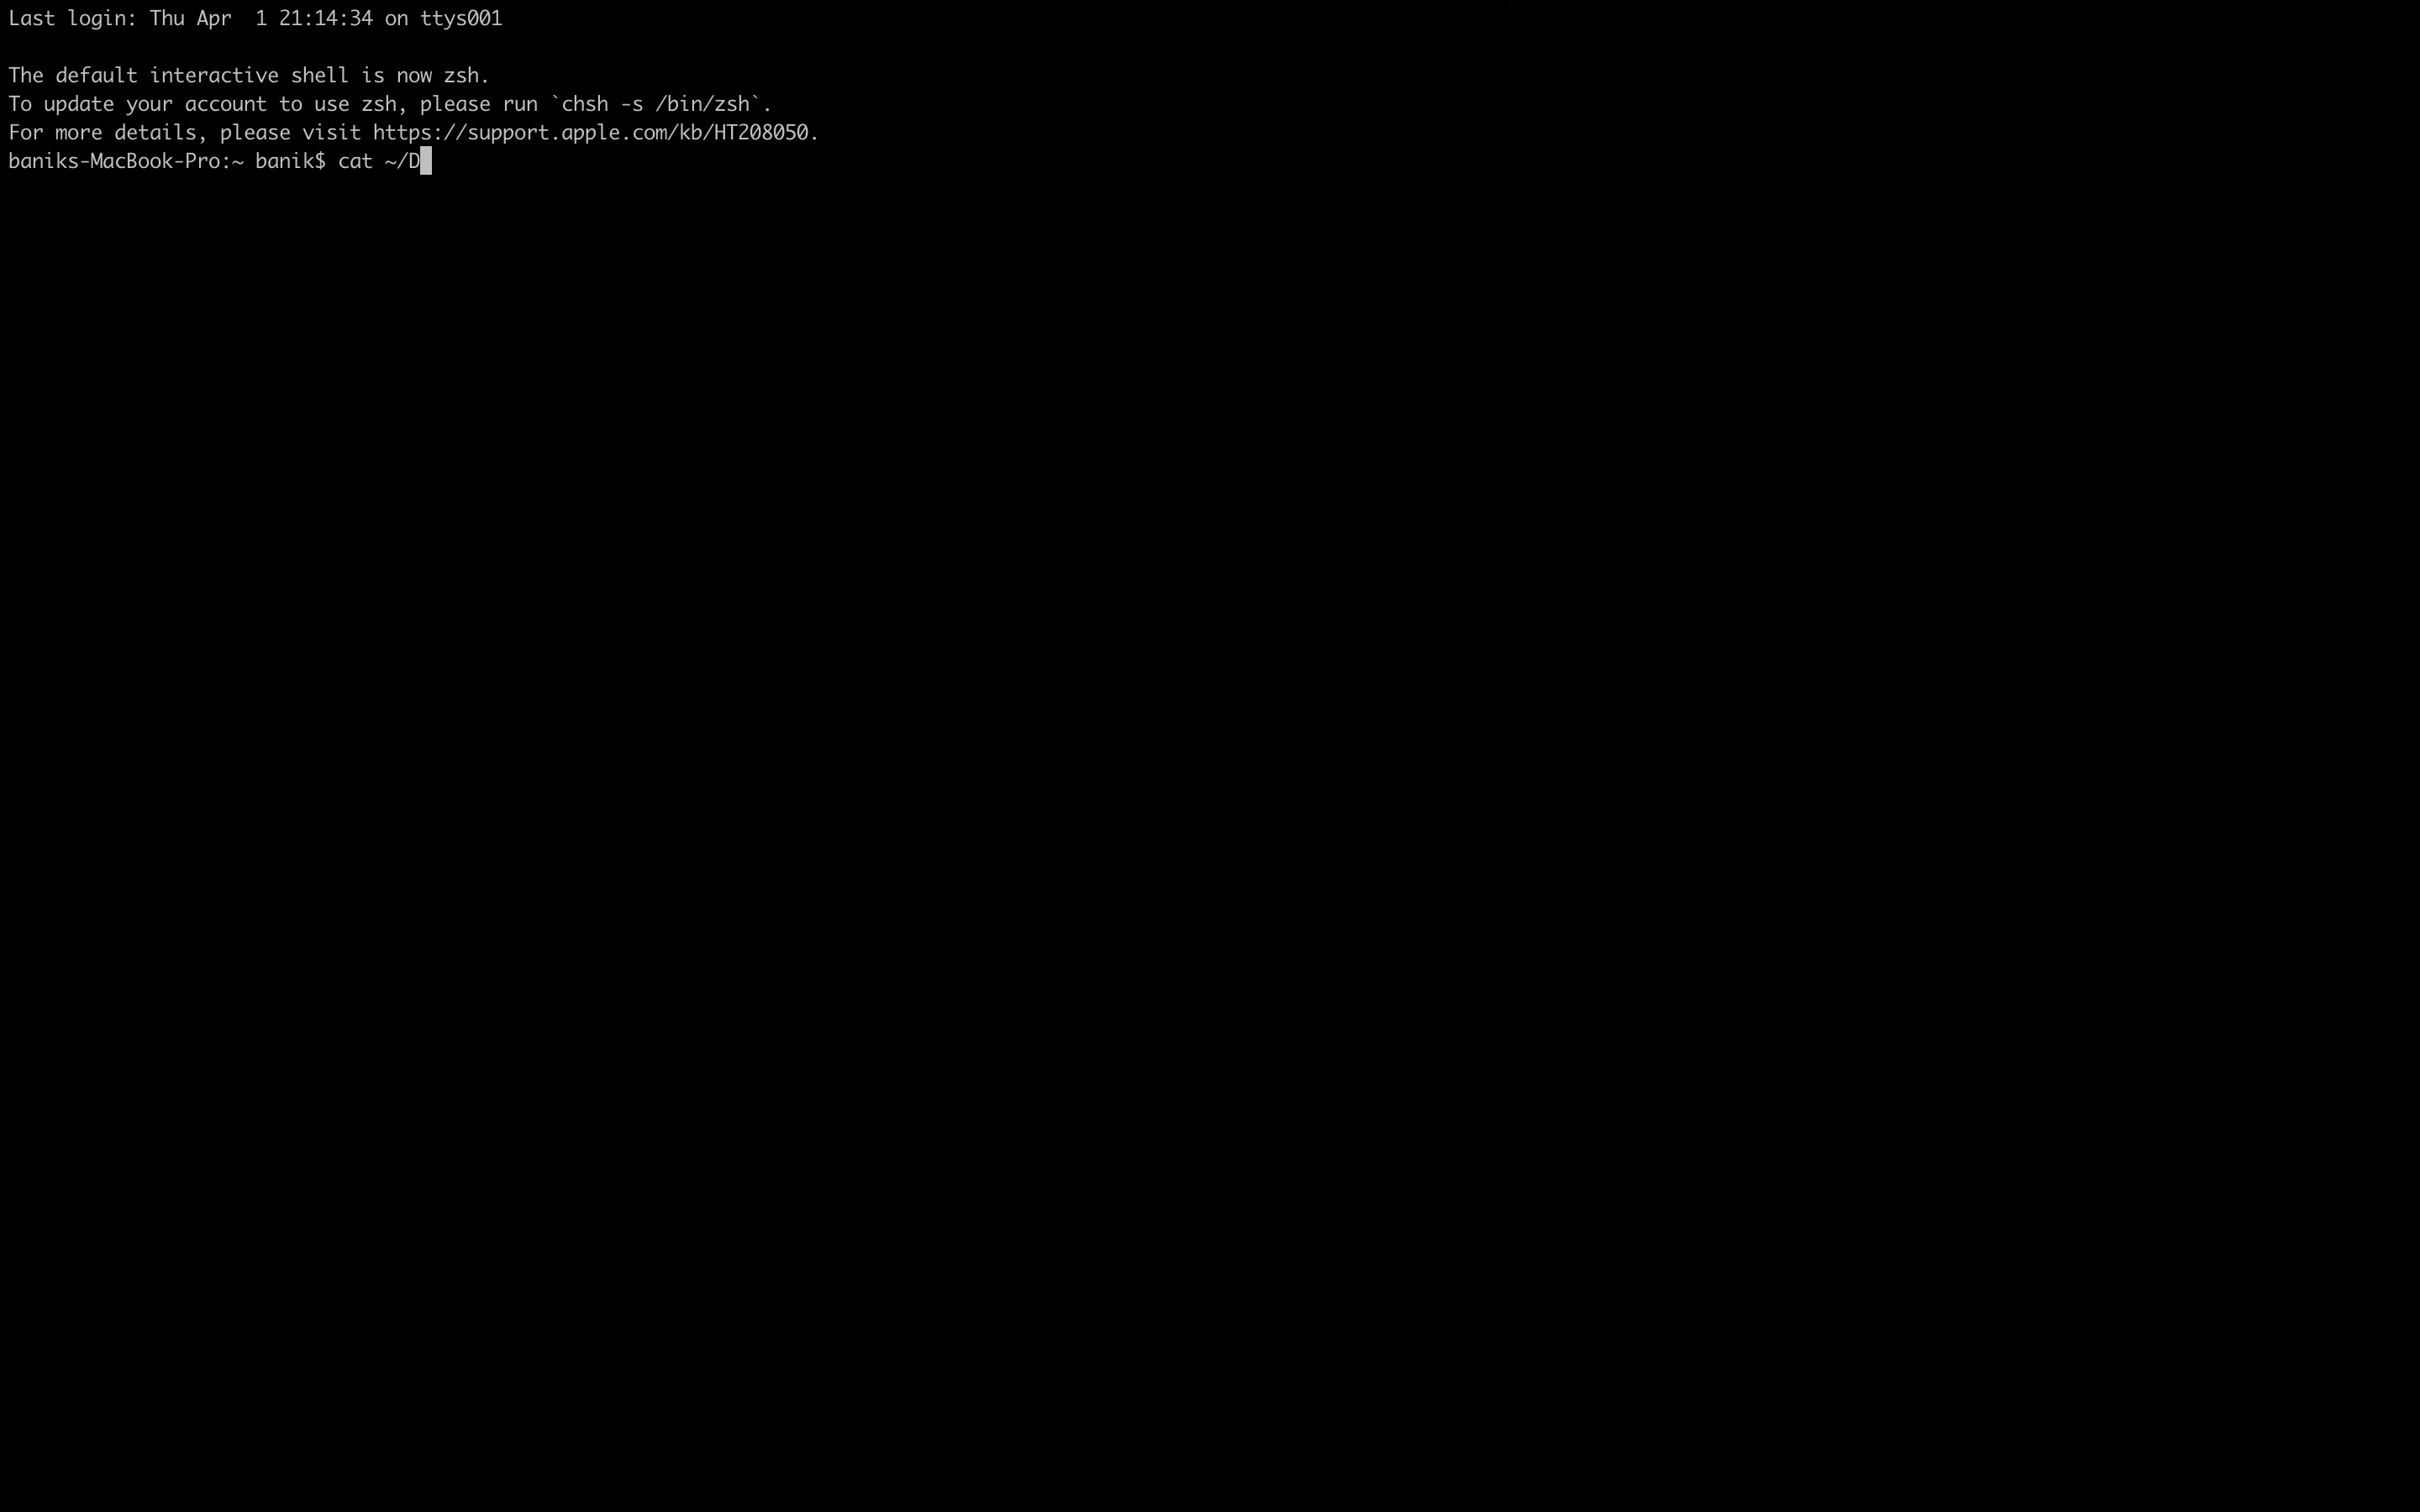 Last login: Thu Apr  1 21:14:34 on ttys001
The default interactive shell is now zsh.
To update your account to use zsh, please run `chsh -s /bin/zsh`.
For more details, please visit https://support.apple.com/kb/HT208050.
baniks-MacBook-Pro:~ banik$ cat ~/D